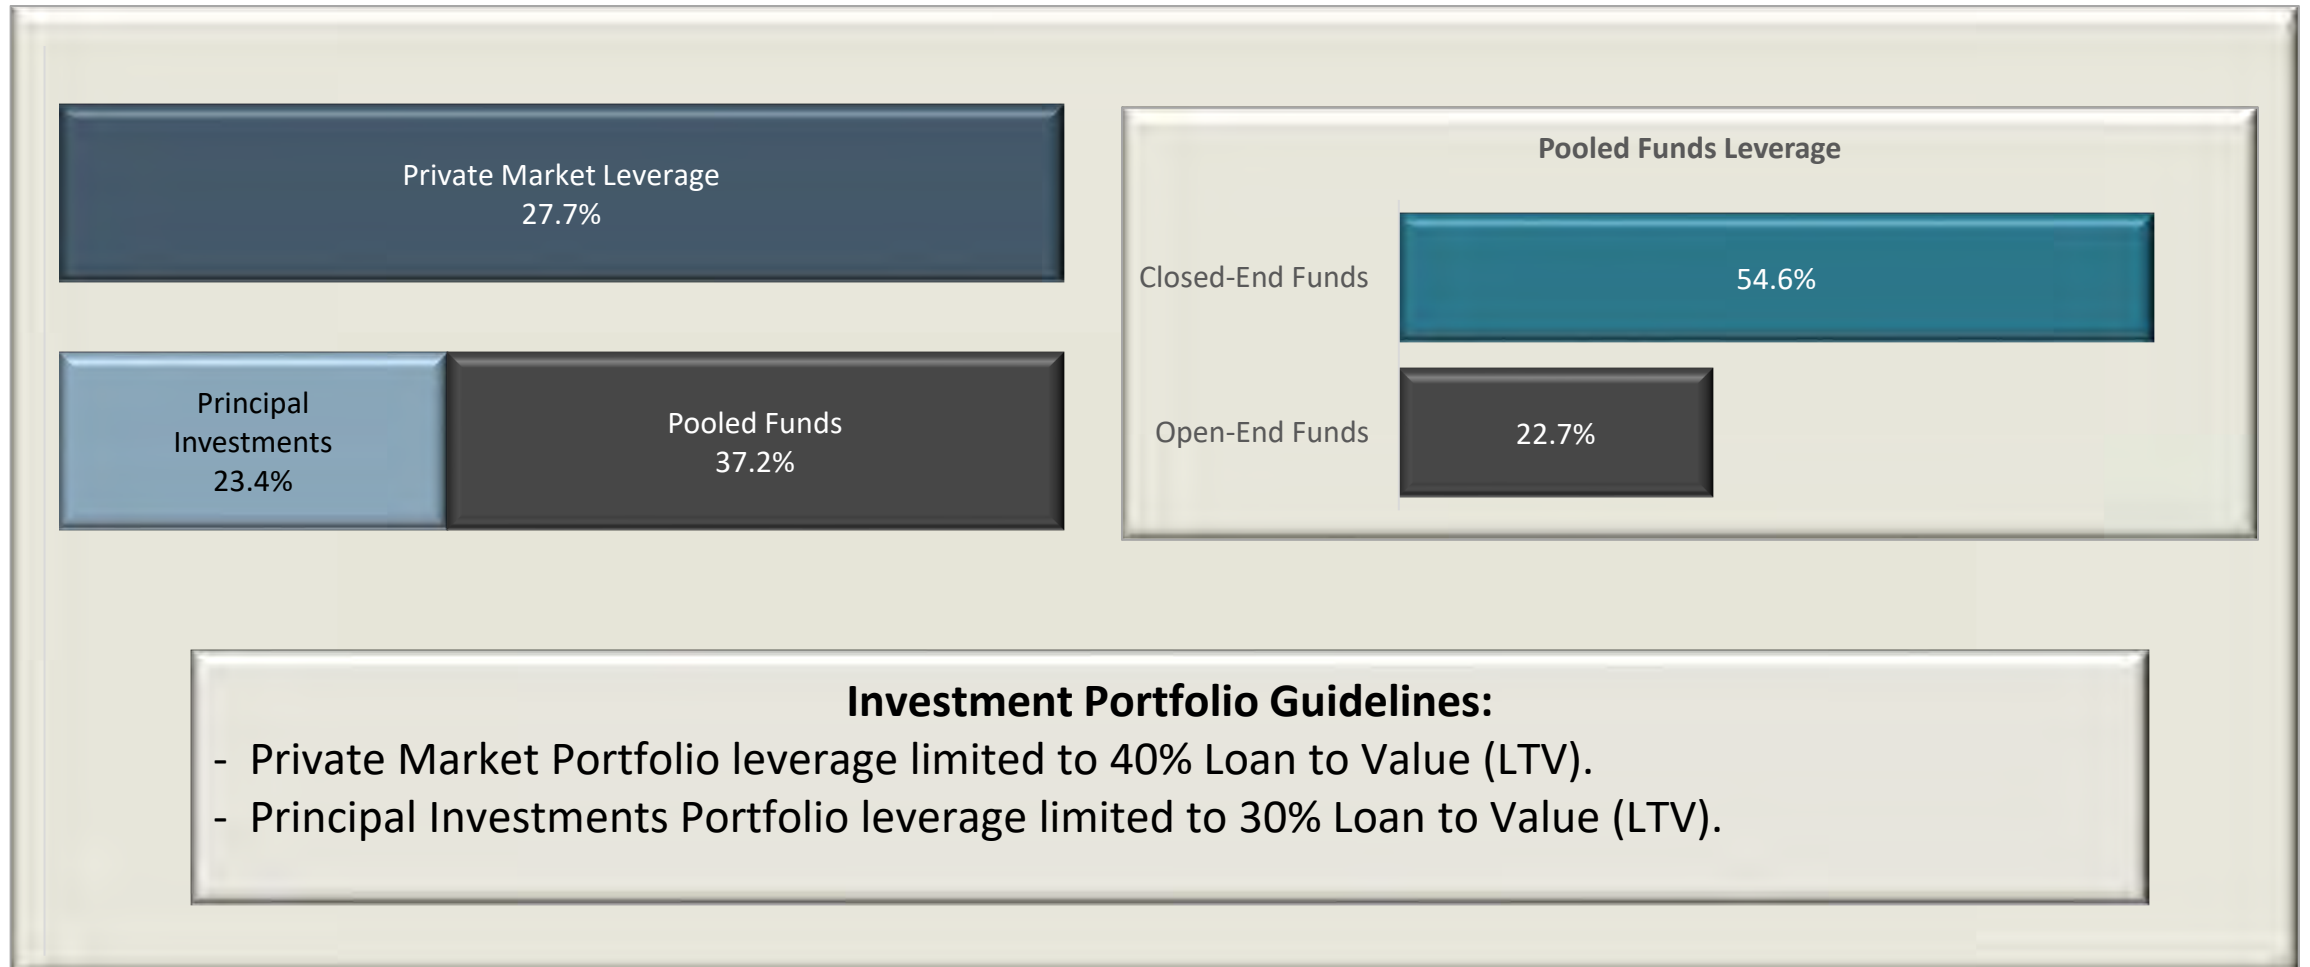 Private Market Leverage
27.7%
Principal
Investments
23.4%
Pooled Funds
37.2%
Pooled Funds Leverage
Closed-End Funds
54.6%
Open-End Funds
22.7%
Investment Portfolio Guidelines:
- Private Market Portfolio leverage limited to 40% Loan to Value (LTV).
- Principal Investments Portfolio leverage limited to 30% Loan to Value (LTV).